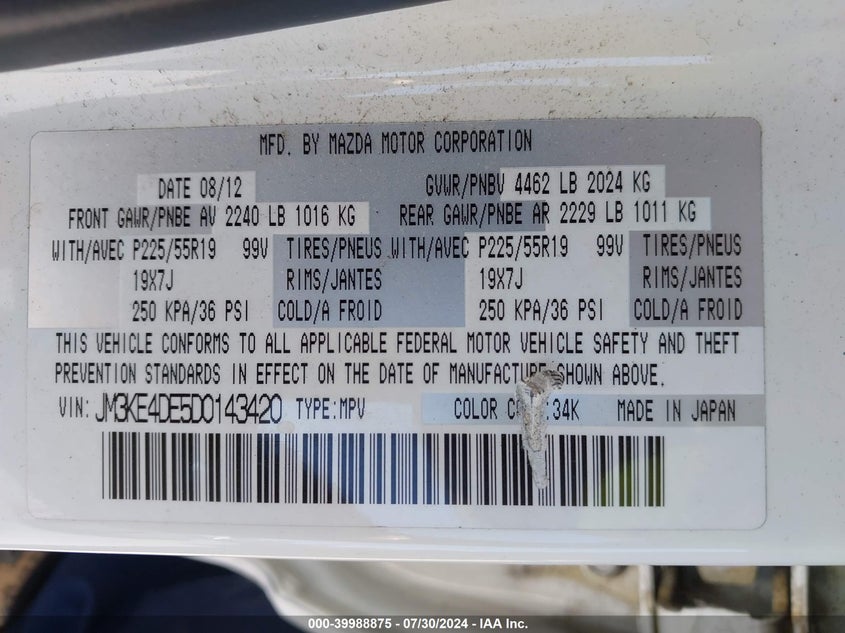 MFD. BY MAZDA MOTOR CORPORATION
DATE 08/12 GVWR/PNBV 4462 LB 2024 KG
FRONT GAWR/PNBE AV 2240 LB 1016 KG REAR GAWR/PNBE AR 2229 LB 1011 KG
WITH/AVEC P225/55R19 99V TIRES/PNEUS WITH/AVEC P225/55R19 99V TIRES/PNEUS
19X7J RIMS/JANTES 19X7J RIMS/JANTES
250 KPA/36 PSI COLD/A FROID 250 KPA/36 PSI COLD/A FROID
THIS VEHICLE CONFORMS TO ALL APPLICABLE FEDERAL MOTOR VEHICLE SAFETY AND THEFT
PREVENTION STANDARDS IN EFFECT ON THE DATE OF MANUFACTURE SHOWN ABOVE.
VIN: JM3KE4DE5D0143420 TYPE:MPV COLOR :34K MADE IN JAPAN
000-39988875 / 07/30/2024 - IAA Inc.